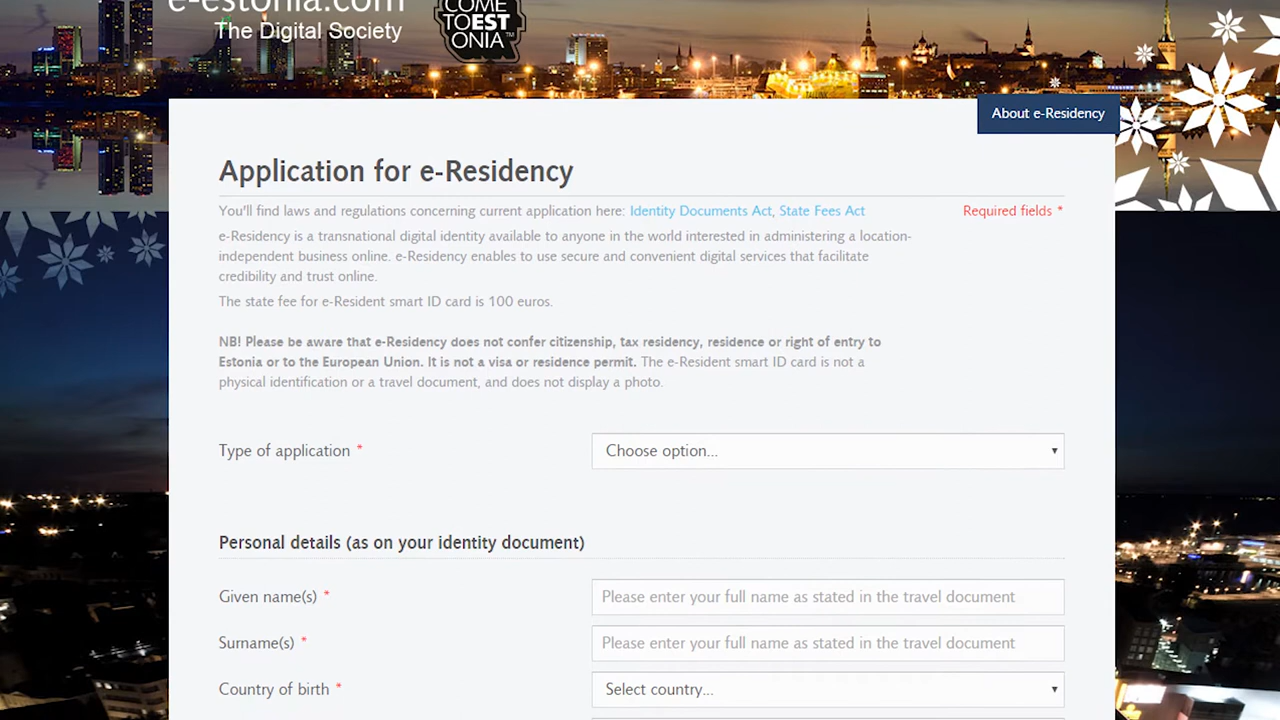 e-estonia.com
The Digital Society
COME
TO EST
ONIA™
About e-Residency
Application for e-Residency
You'll find laws and regulations concerning current application here: Identity Documents Act, State Fees Act
Required fields *
e-Residency is a transnational digital identity available to anyone in the world interested in administering a location-
independent business online. e-Residency enables to use secure and convenient digital services that facilitate
credibility and trust online.
The state fee for e-Resident smart ID card is 100 euros.
NB! Please be aware that e-Residency does not confer citizenship, tax residency, residence or right of entry to
Estonia or to the European Union. It is not a visa or residence permit. The e-Resident smart ID card is not a
physical identification or a travel document, and does not display a photo.
Type of application *
Choose option...
Personal details (as on your identity document)
Given name(s) *
Please enter your full name as stated in the travel document
Surname(s) *
Please enter your full name as stated in the travel document
Country of birth *
Select country...